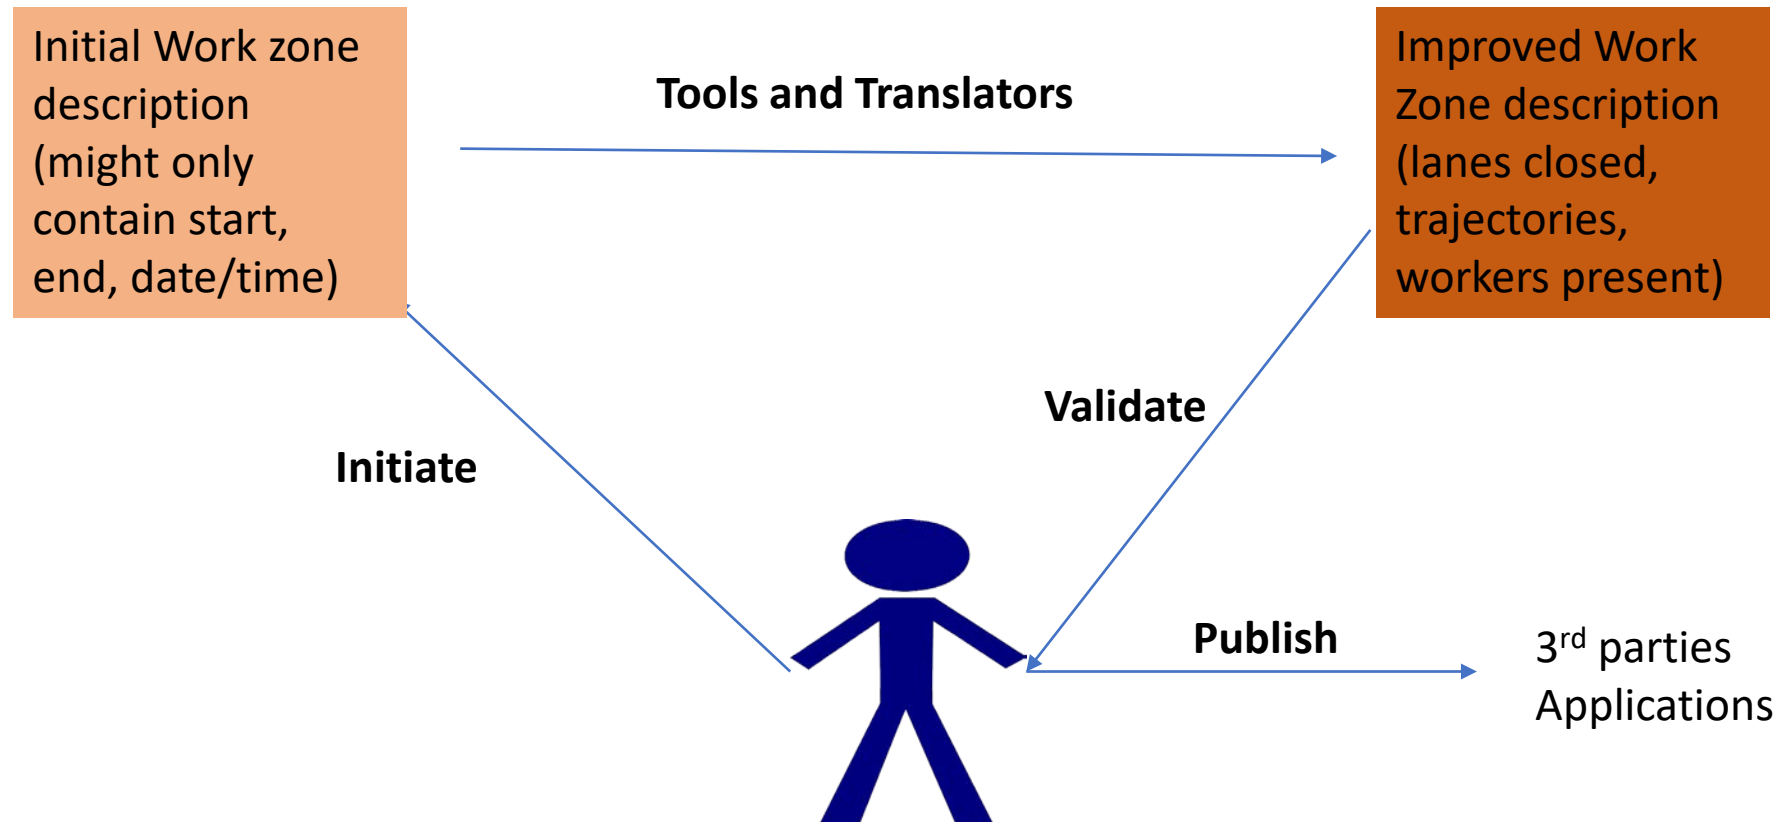 Initial Work zone
description
(might only
contain start,
end, date/time)
Tools and Translators
Improved Work
Zone description
(lanes closed,
trajectories,
workers present)
Validate
Initiate
Publish
3rd parties
Applications